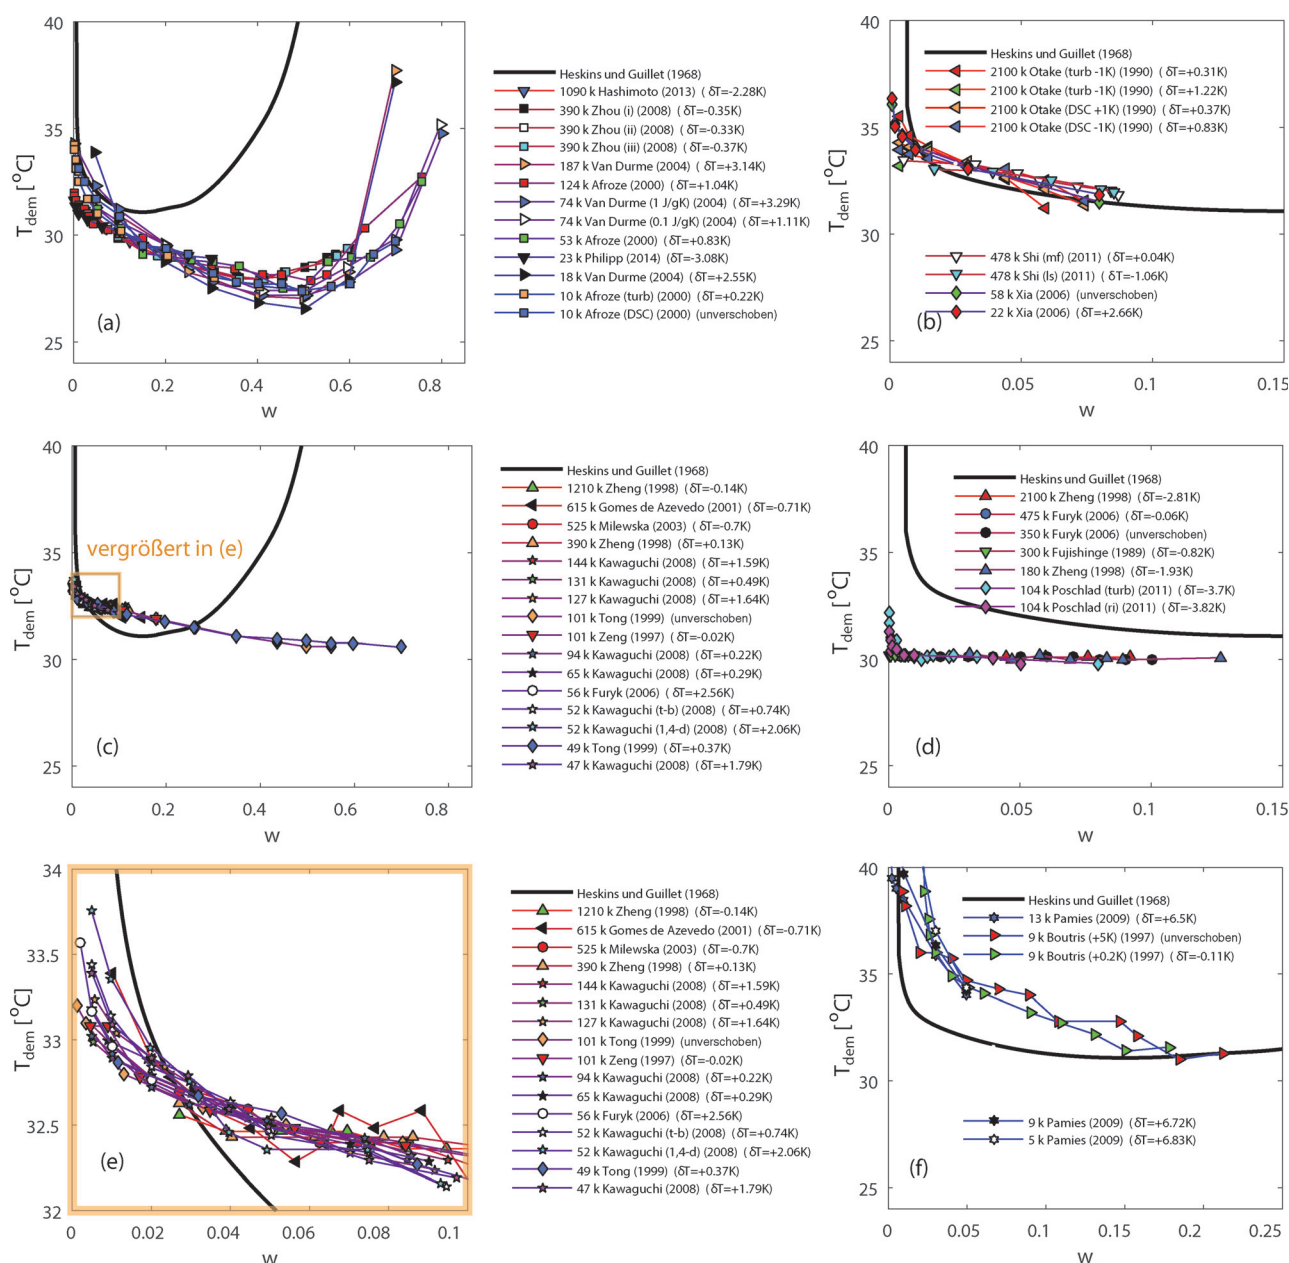 40
35
30
25
T_dem [°C]
0
0.2
0.4
0.6
0.8
w
(a)
Heskins und Guillet (1968)
1090 k Hashimoto (2013) (δT=-2.28K)
390 k Zhou (i) (2008) (δT=-0.35K)
390 k Zhou (ii) (2008) (δT=-0.33K)
390 k Zhou (iii) (2008) (δT=-0.37K)
187 k Van Durme (2004) (δT=+3.14K)
124 k Afroze (2000) (δT=+1.04K)
74 k Van Durme (1 J/gK) (2004) (δT=+3.29K)
74 k Van Durme (0.1 J/gK) (2004) (δT=+1.11K)
53 k Afroze (2000) (δT=+0.83K)
23 k Philipp (2014) (δT=-3.08K)
18 k Van Durme (2004) (δT=+2.55K)
10 k Afroze (turb) (2000) (δT=+0.22K)
10 k Afroze (DSC) (2000) (unverschoben)
40
35
30
25
T_dem [°C]
0
0.05
0.1
0.15
w
(b)
Heskins und Guillet (1968)
2100 k Otake (turb -1K) (1990) (δT=+0.31K)
2100 k Otake (turb -1K) (1990) (δT=+1.22K)
2100 k Otake (DSC +1K) (1990) (δT=+0.37K)
2100 k Otake (DSC -1K) (1990) (δT=+0.83K)
478 k Shi (mf) (2011) (δT=+0.04K)
478 k Shi (ls) (2011) (δT=-1.06K)
58 k Xia (2006) (unverschoben)
22 k Xia (2006) (δT=+2.66K)
40
35
30
25
T_dem [°C]
0
0.2
0.4
0.6
0.8
w
vergrößert in (e)
(c)
Heskins und Guillet (1968)
1210 k Zheng (1998) (δT=-0.14K)
615 k Gomes de Azevedo (2001) (δT=-0.71K)
525 k Milewska (2003) (δT=-0.7K)
390 k Zheng (1998) (δT=+0.13K)
144 k Kawaguchi (2008) (δT=+1.59K)
131 k Kawaguchi (2008) (δT=+0.49K)
127 k Kawaguchi (2008) (δT=+1.64K)
101 k Tong (1999) (unverschoben)
101 k Zeng (1997) (δT=-0.02K)
94 k Kawaguchi (2008) (δT=+0.22K)
65 k Kawaguchi (2008) (δT=+0.29K)
56 k Furyk (2006) (δT=+2.56K)
52 k Kawaguchi (t-b) (2008) (δT=+0.74K)
52 k Kawaguchi (1,4-d) (2008) (δT=+2.06K)
49 k Tong (1999) (δT=+0.37K)
47 k Kawaguchi (2008) (δT=+1.79K)
40
35
30
25
T_dem [°C]
0
0.05
0.1
0.15
w
(d)
Heskins und Guillet (1968)
2100 k Zheng (1998) (δT=-2.81K)
475 k Furyk (2006) (δT=-0.06K)
350 k Furyk (2006) (unverschoben)
300 k Fujishinge (1989) (δT=-0.82K)
180 k Zheng (1998) (δT=-1.93K)
104 k Poschlad (turb) (2011) (δT=-3.7K)
104 k Poschlad (ri) (2011) (δT=-3.82K)
34
33.5
33
32.5
32
T_dem [°C]
0
0.02
0.04
0.06
0.08
0.1
w
(e)
Heskins und Guillet (1968)
1210 k Zheng (1998) (δT=-0.14K)
615 k Gomes de Azevedo (2001) (δT=-0.71K)
525 k Milewska (2003) (δT=-0.7K)
390 k Zheng (1998) (δT=+0.13K)
144 k Kawaguchi (2008) (δT=+1.59K)
131 k Kawaguchi (2008) (δT=+0.49K)
127 k Kawaguchi (2008) (δT=+1.64K)
101 k Tong (1999) (unverschoben)
101 k Zeng (1997) (δT=-0.02K)
94 k Kawaguchi (2008) (δT=+0.22K)
65 k Kawaguchi (2008) (δT=+0.29K)
56 k Furyk (2006) (δT=+2.56K)
52 k Kawaguchi (t-b) (2008) (δT=+0.74K)
52 k Kawaguchi (1,4-d) (2008) (δT=+2.06K)
49 k Tong (1999) (δT=+0.37K)
47 k Kawaguchi (2008) (δT=+1.79K)
40
35
30
25
T_dem [°C]
0
0.05
0.1
0.15
0.2
0.25
w
(f)
Heskins und Guillet (1968)
13 k Pamies (2009) (δT=+6.5K)
9 k Boutris (+5K) (1997) (unverschoben)
9 k Boutris (+0.2K) (1997) (δT=-0.11K)
9 k Pamies (2009) (δT=+6.72K)
5 k Pamies (2009) (δT=+6.83K)